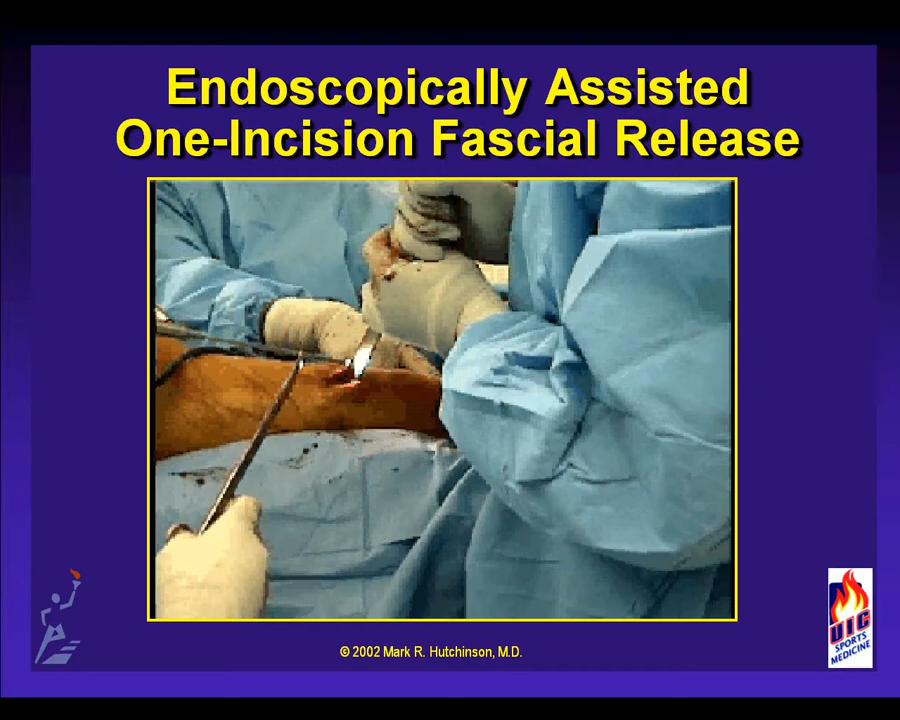 Endoscopically Assisted
One-Incision Fascial Release
© 2002 Mark R. Hutchinson, M.D.
UIC
SPORTS
MEDICINE